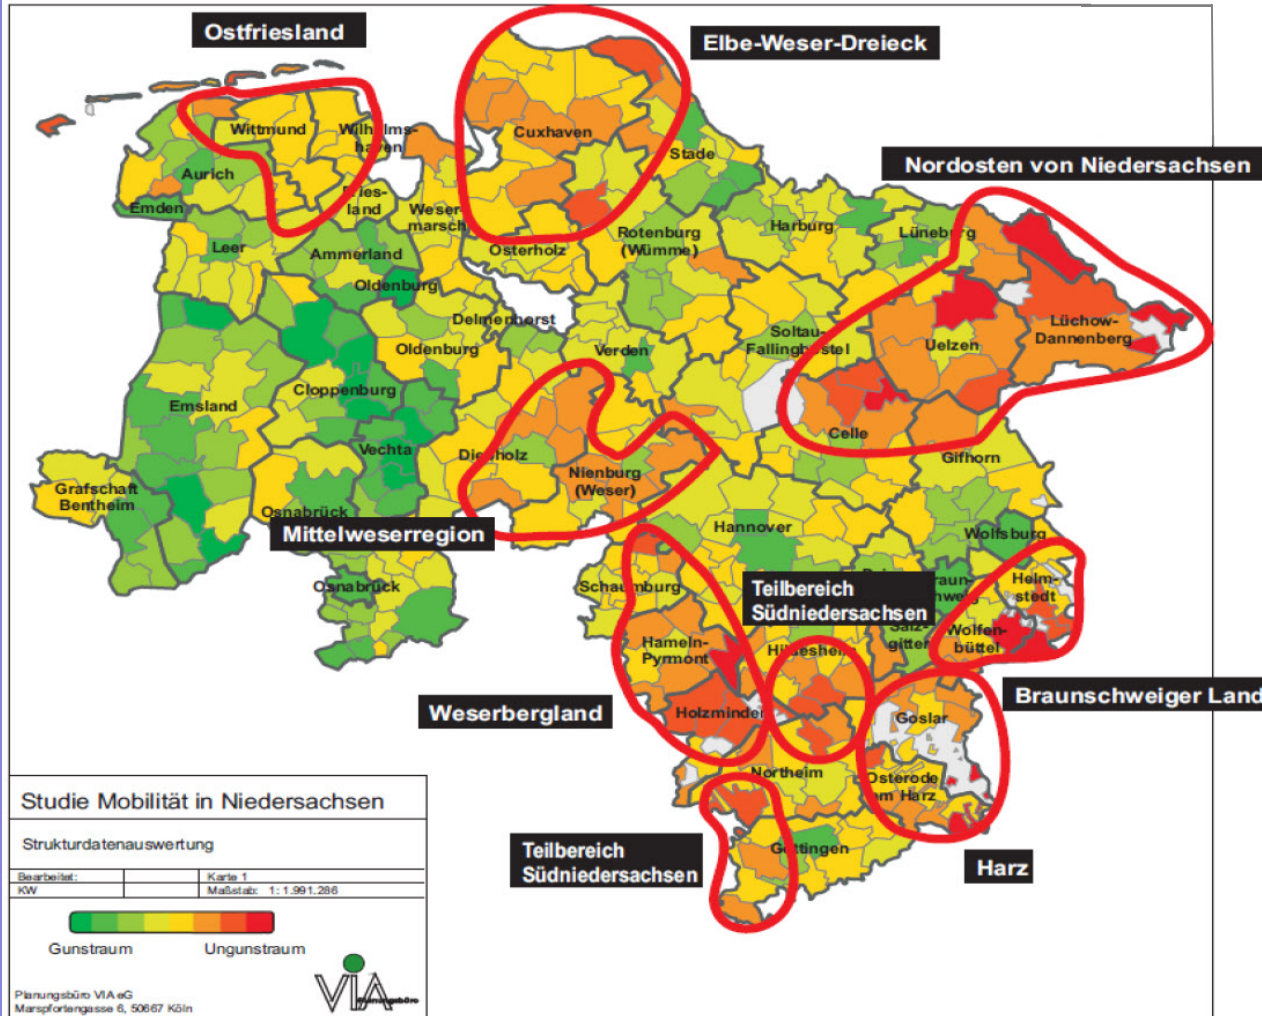 Ostfriesland
Elbe-Weser-Dreieck
Nordosten von Niedersachsen
Wittmund
Wilhelms-
haven
Cuxhaven
Stade
Aurich
Emden
Fries-
land
Weser-
marsch
Leer
Ammerland
Osterholz
Rotenburg
(Wümme)
Harburg
Lüneburg
Oldenburg
Delmenhorst
Oldenburg
Verden
Soltau-
Fallingbostel
Uelzen
Lüchow-
Dannenberg
Cloppenburg
Emsland
Celle
Vechta
Diepholz
Nienburg
(Weser)
Gifhorn
Grafschaft
Bentheim
Osnabrück
Mittelweserregion
Hannover
Wolfsburg
Osnabrück
Schaumburg
Teilbereich
Südniedersachsen
Helm-
stedt
Hameln-
Pyrmont
Hildesheim
Salz-
gitter
Wolfen-
büttel
Weserbergland
Holzminden
Goslar
Braunschweiger Land
Northeim
Osterode
am Harz
Göttingen
Harz
Teilbereich
Südniedersachsen
Studie Mobilität in Niedersachsen
Strukturdatenauswertung
Bearbeitet:
Karte 1
KW
Maßstab: 1: 1.991.286
Gunstraum
Ungunstraum
Planungsbüro VIA eG
Marspfortengasse 6, 50667 Köln
VIA
Planungsbüro